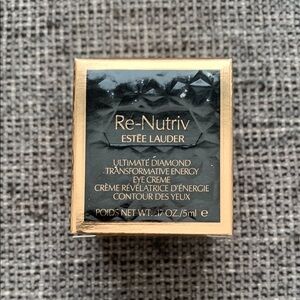 Re-Nutriv
ESTĒE LAUDER
ULTIMATE DIAMOND
TRANSFORMATIVE ENERGY
EYE CREME
CRÈME RÉVÉLATRICE D'ÉNERGIE
CONTOUR DES YEUX
POIDS NET WT. .17 OZ./5ml ℮